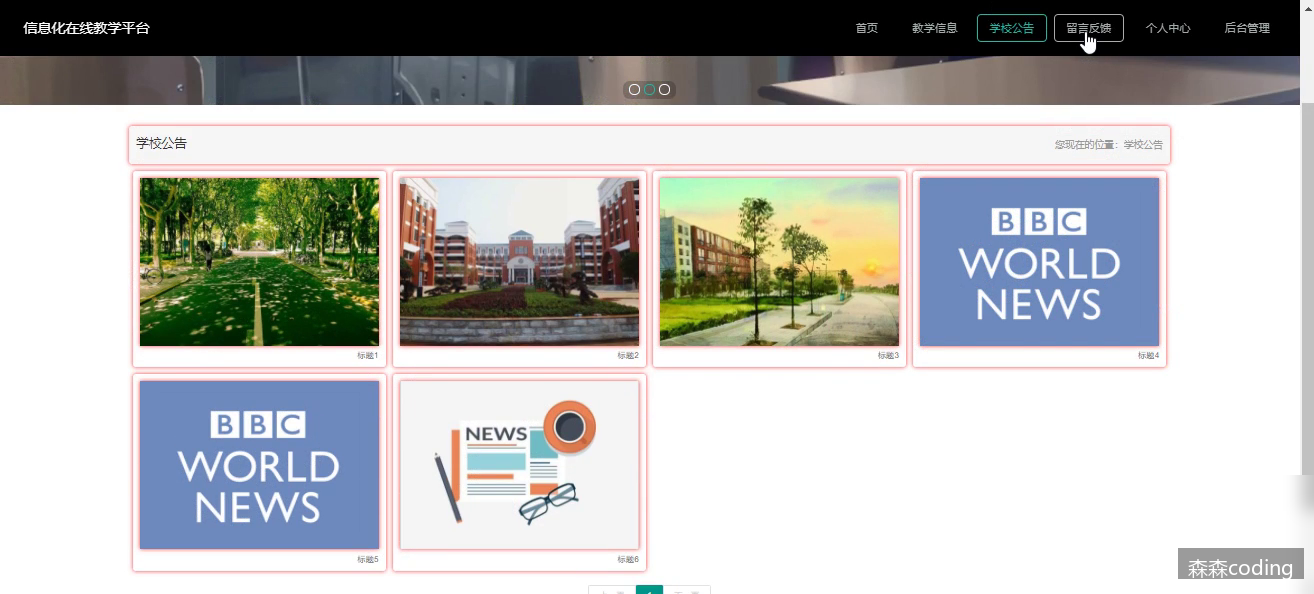 信息化在线教学平台
首页 教学信息 学校公告 留言反馈 个人中心 后台管理
学校公告
您现在的位置：学校公告
BBC
WORLD
NEWS
标题1
标题2
标题3
标题4
BBC
WORLD
NEWS
NEWS
标题5
标题6
森森coding